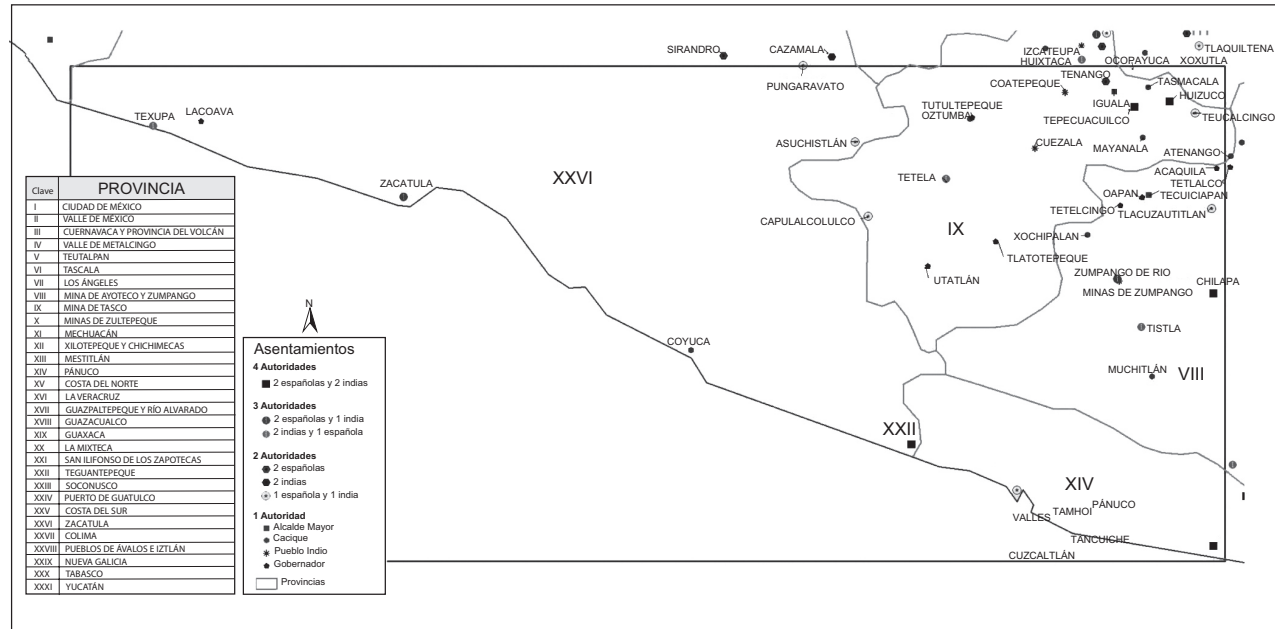 SIRANDRO
CAZAMALA
PUNGARAVATO
IZCATEUPA
HUIXTACA
OCOPAYUCA
XOXUTLA
TLAQUILTENA
TENANGO
TASMACALA
COATEPEQUE
IGUALA
HUIZUCO
TEPECUACUILCO
TEUCALCINGO
TEXUPA
LACOAVA
TUTULTEPEQUE
OZTUMBA
ASUCHISTLÁN
CUEZALA
MAYANALA
ATENANGO
ACAQUILA
TETLALCO
ZACATULA
XXVI
TETELA
OAPAN
TECUICIAPAN
TETELCINGO
TLACUZAUTITLAN
CAPULALCOLULCO
IX
XOCHIPALAN
TLATOTEPEQUE
UTATLÁN
ZUMPANGO DE RIO
MINAS DE ZUMPANGO
CHILAPA
TISTLA
COYUCA
MUCHITLÁN
VIII
XXII
XIV
PÁNUCO
TAMHOI
VALLES
TANCUICHE
CUZCALTLÁN
Clave PROVINCIA
I CIUDAD DE MÉXICO
II VALLE DE MÉXICO
III CUERNAVACA Y PROVINCIA DEL VOLCÁN
IV VALLE DE METALCINGO
V TEUTALPAN
VI TASCALA
VII LOS ÁNGELES
VIII MINA DE AYOTECO Y ZUMPANGO
IX MINA DE TASCO
X MINAS DE ZULTEPEQUE
XI MECHUACÁN
XII XILOTEPEQUE Y CHICHIMECAS
XIII MESTITLÁN
XIV PÁNUCO
XV COSTA DEL NORTE
XVI LA VERACRUZ
XVII GUAZPALTEPEQUE Y RÍO ALVARADO
XVIII GUAZACUALCO
XIX GUAXACA
XX LA MIXTECA
XXI SAN ILIFONSO DE LOS ZAPOTECAS
XXII TEGUANTEPEQUE
XXIII SOCONUSCO
XXIV PUERTO DE GUATULCO
XXV COSTA DEL SUR
XXVI ZACATULA
XXVII COLIMA
XXVIII PUEBLOS DE ÁVALOS E IZTLÁN
XXIX NUEVA GALICIA
XXX TABASCO
XXXI YUCATÁN
N
Asentamientos
4 Autoridades
2 españolas y 2 indias
3 Autoridades
2 españolas y 1 india
2 indias y 1 española
2 Autoridades
2 españolas
2 indias
1 española y 1 india
1 Autoridad
Alcalde Mayor
Cacique
Pueblo Indio
Gobernador
Provincias